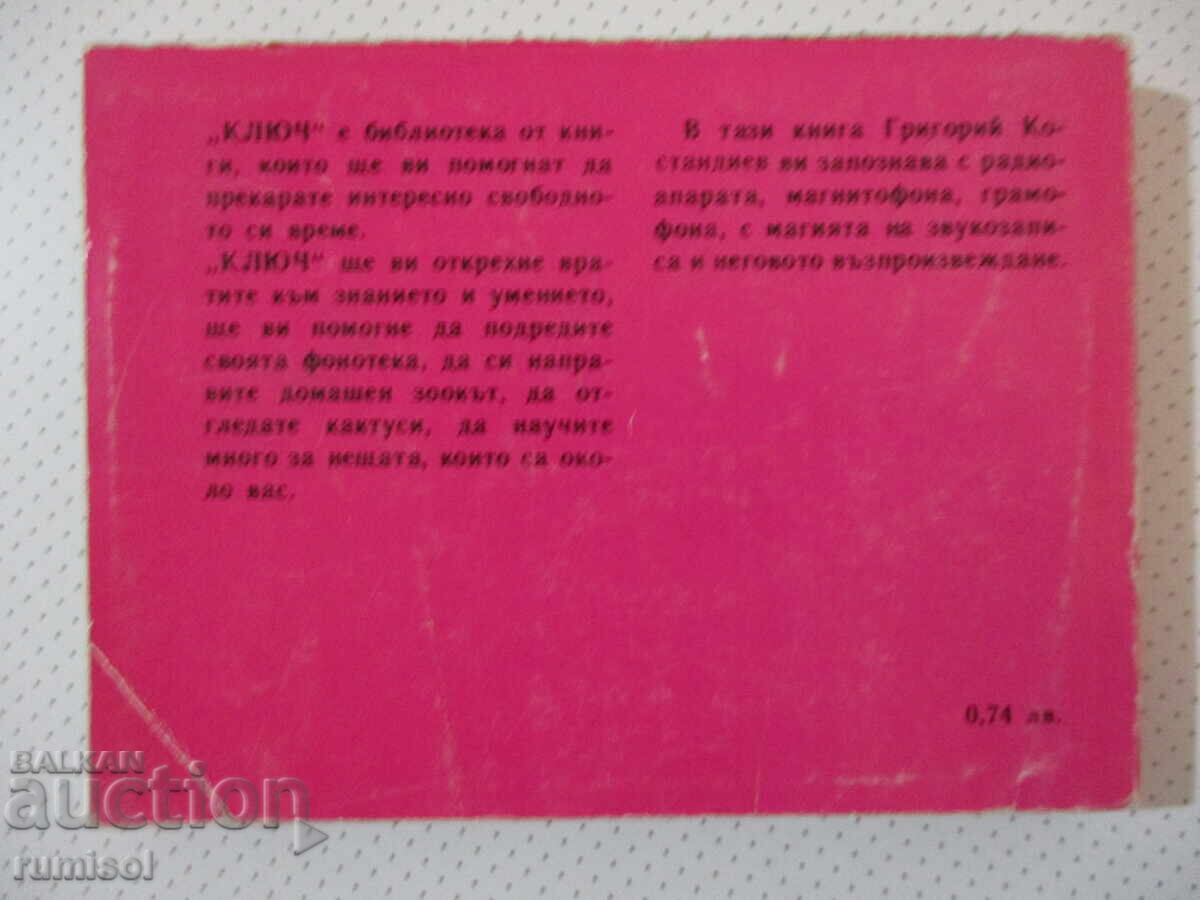 „КЛЮЧ“ е библиотека от кни-
ги, които ще ви помогнат да
прекарате интересно свободно-
то си време.
„КЛЮЧ“ ще ви открехне вра-
тите към знанието и умението,
ще ви помогне да подредите
своята фонотека, да си напра-
вите домашен зоокът, да от-
гледате кактуси, да научите
много за нещата, които са око-
ло вас.
В тази книга Григорий Ко-
стандиев ви запознава с радио-
апарата, магнитофона, грамо-
фона, с магията на звукозапи-
са и неговото възпроизвеждане.
0,74 лв.
BALKAN
auction
rumisol